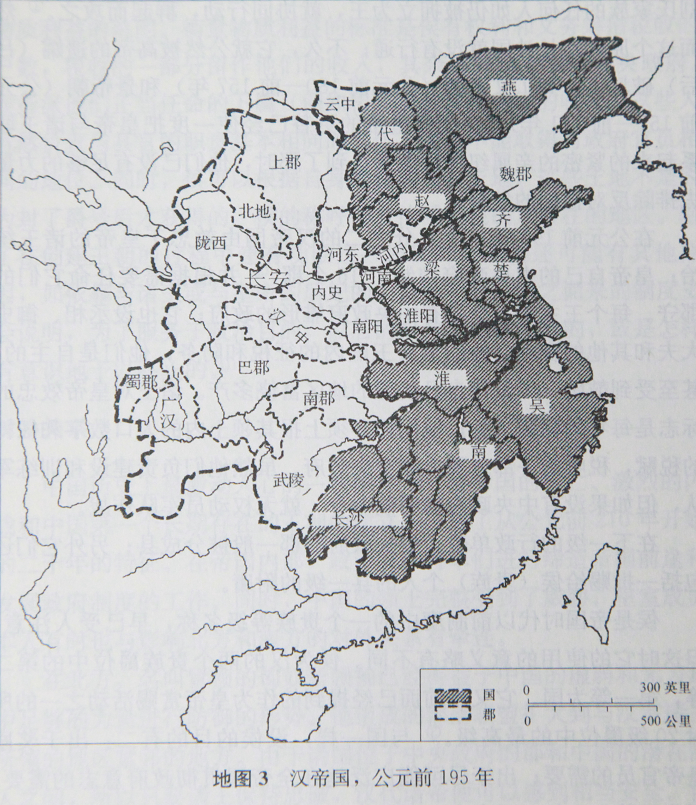 燕
云中
代
上郡
魏郡
赵
北地
齐
陇西
河东
河内
梁
楚
长安
河南
内史
淮阳
南阳
巴郡
淮
蜀郡
南郡
吴
汉
南
武陵
长沙
国
郡
0 300 英里
0 500 公里
地图 3 汉帝国，公元前 195 年